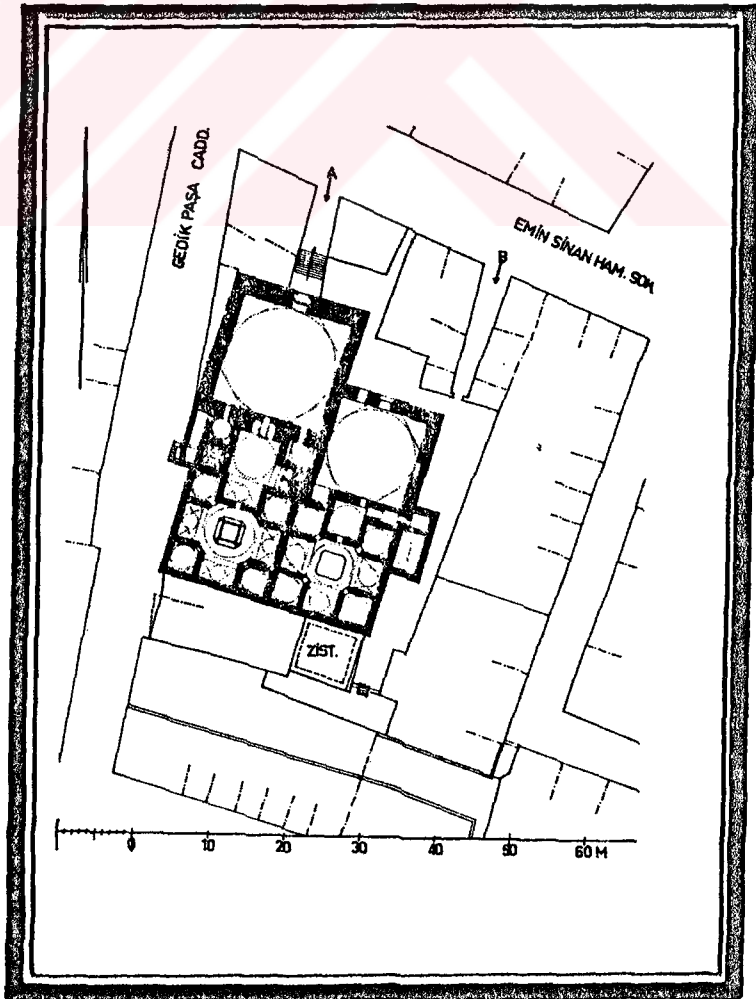 GEDİK PAŞA CADD.
A
EMİN SİNAN HAM. SOK
B
ZİST.
0 10 20 30 40 50 60 M